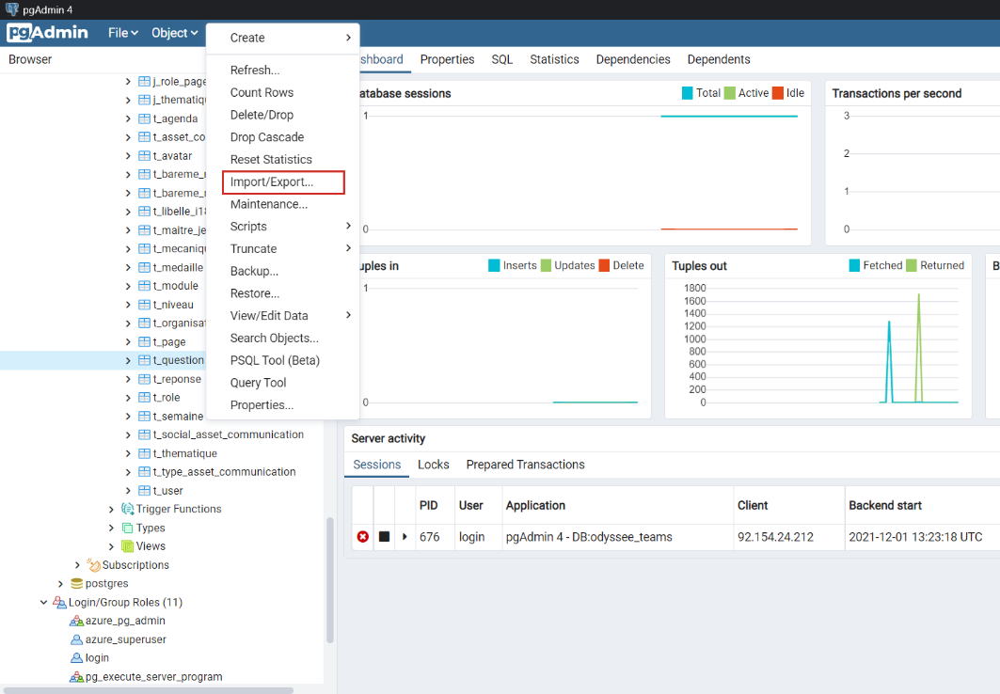 pgAdmin 4
pgAdmin File Object
Browser
j_role_page
j_thematiqu
t_agenda
t_asset_co
t_avatar
t_bareme_r
t_bareme_r
t_libelle_i18
t_maitre_je
t_mecaniqu
t_medaille
t_module
t_niveau
t_organisat
t_page
t_question
t_reponse
t_role
t_semaine
t_social_asset_communication
t_thematique
t_type_asset_communication
t_user
Trigger Functions
Types
Views
Subscriptions
postgres
Login/Group Roles (11)
azure_pg_admin
azure_superuser
login
pg_execute_server_program
Create
Refresh...
Count Rows
Delete/Drop
Drop Cascade
Reset Statistics
Import/Export...
Maintenance...
Scripts
Truncate
Backup...
Restore...
View/Edit Data
Search Objects...
PSQL Tool (Beta)
Query Tool
Properties...
shboard Properties SQL Statistics Dependencies Dependents
atabase sessions Total Active Idle
1
0
Transactions per second
3
2
1
0
uples in Inserts Updates Delete
1
0
Tuples out Fetched Returned
1800
1600
1400
1200
1000
800
600
400
200
0
B
Server activity
Sessions Locks Prepared Transactions
PID User Application Client Backend start
676 login pgAdmin 4 - DB:odyssee_teams 92.154.24.212 2021-12-01 13:23:18 UTC